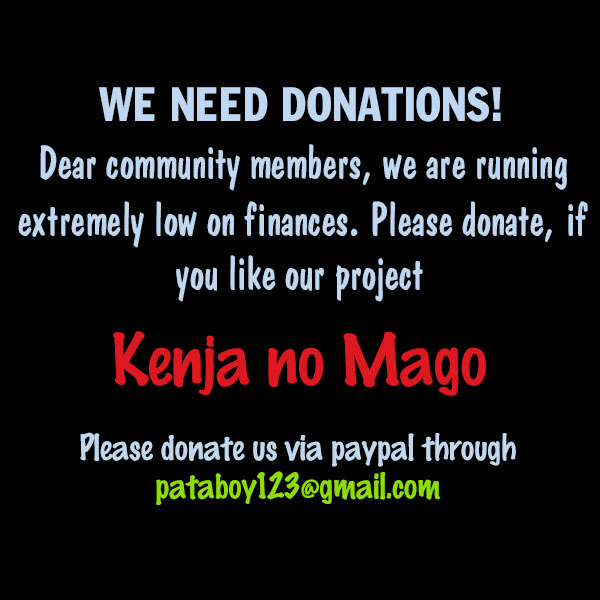 WE NEED DONATIONS!
Dear community members, we are running
extremely low on finances. Please donate, if
you like our project
Kenja no Mago
Please donate us via paypal through
pataboy123@gmail.com